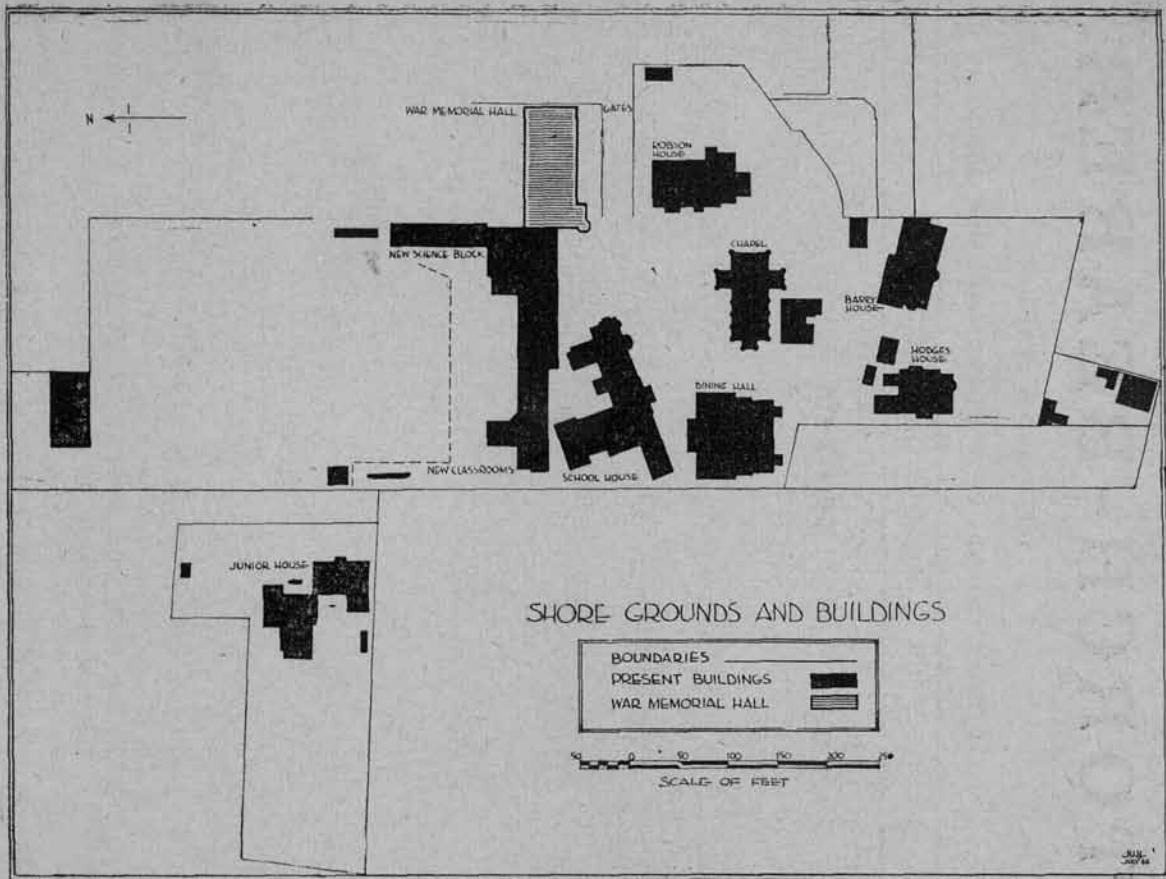 N
WAR MEMORIAL HALL
GATES
ROBSON
HOUSE
CHAPEL
NEW SCIENCE BLOCK
BARRY
HOUSE
HODGES
HOUSE
DINING HALL
NEW CLASSROOMS
SCHOOL HOUSE
JUNIOR HOUSE
SHORE GROUNDS AND BUILDINGS
BOUNDARIES
PRESENT BUILDINGS
WAR MEMORIAL HALL
50 0 50 100 150 200
SCALE OF FEET